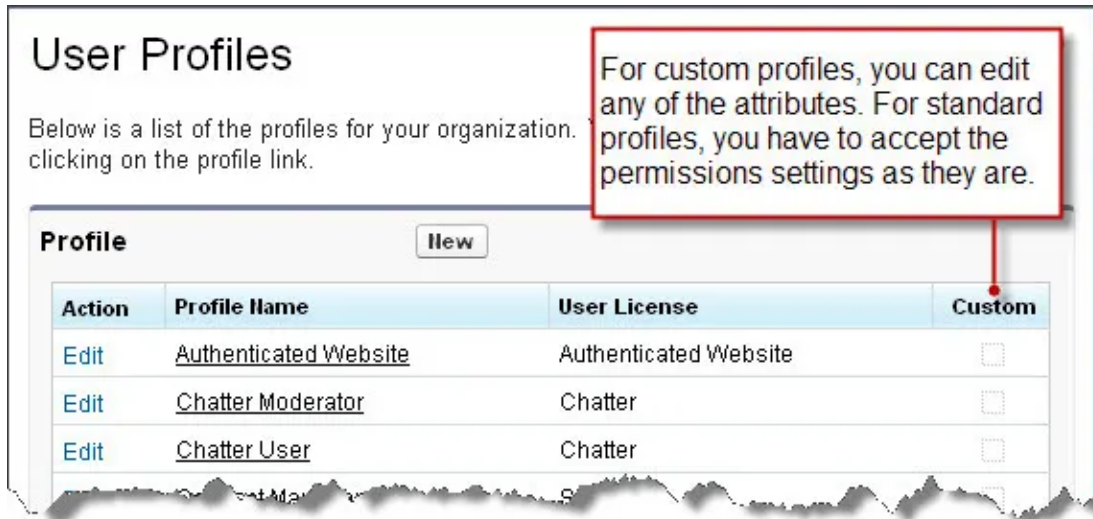 User Profiles
For custom profiles, you can edit
any of the attributes. For standard
profiles, you have to accept the
permissions settings as they are.
Below is a list of the profiles for your organization.
clicking on the profile link.
Profile New
Action Profile Name User License Custom
Edit Authenticated Website Authenticated Website
Edit Chatter Moderator Chatter
Edit Chatter User Chatter